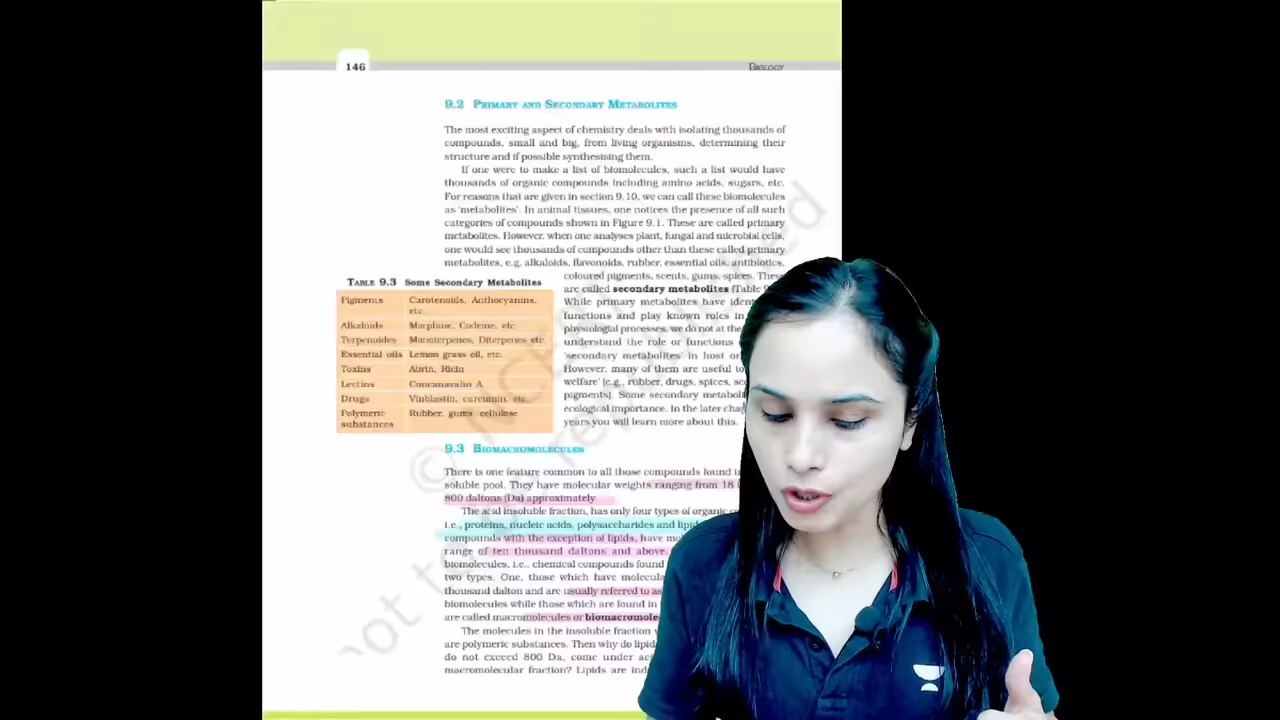 146
BIOLOGY
9.2 PRIMARY AND SECONDARY METABOLITES
The most exciting aspect of chemistry deals with isolating thousands of
compounds, small and big, from living organisms, determining their
structure and if possible synthesising them.
If one were to make a list of biomolecules, such a list would have
thousands of organic compounds including amino acids, sugars, etc.
For reasons that are given in section 9.10, we can call these biomolecules
as 'metabolites'. In animal tissues, one notices the presence of all such
categories of compounds shown in Figure 9.1. These are called primary
metabolites. However, when one analyses plant, fungal and microbial cells,
one would see thousands of compounds other than these called primary
metabolites, e.g. alkaloids, flavonoids, rubber, essential oils, antibiotics,
coloured pigments, scents, gums, spices. These
are called secondary metabolites (Table 9
While primary metabolites have ident
functions and play known roles in
physiologial processes, we do not at the
understand the role or functions
'secondary metabolites' in host or
However, many of them are useful to
welfare' (e.g., rubber, drugs, spices, sc
pigments). Some secondary metabol
ecological importance. In the later cha
years you will learn more about this.
TABLE 9.3 Some Secondary Metabolites
Pigments Carotenoids, Anthocyanins,
etc.
Alkaloids Morphine, Codeine, etc.
Terpenoides Monoterpenes, Diterpenes etc.
Essential oils Lemon grass oil, etc.
Toxins Abrin, Ricin
Lectins Concanavalin A
Drugs Vinblastin, curcumin, etc.
Polymeric Rubber, gums, cellulose
substances
9.3 BIOMACROMOLECULES
There is one feature common to all those compounds found i
soluble pool. They have molecular weights ranging from 18
800 daltons (Da) approximately.
The acid insoluble fraction, has only four types of organic
i.e., proteins, nucleic acids, polysaccharides and lipid
compounds with the exception of lipids, have mo
range of ten thousand daltons and above.
biomolecules, i.e., chemical compounds found
two types. One, those which have molecula
thousand dalton and are usually referred to as
biomolecules while those which are found in
are called macromolecules or biomacromole
The molecules in the insoluble fraction
are polymeric substances. Then why do lipid
do not exceed 800 Da, come under ac
macromolecular fraction? Lipids are ind